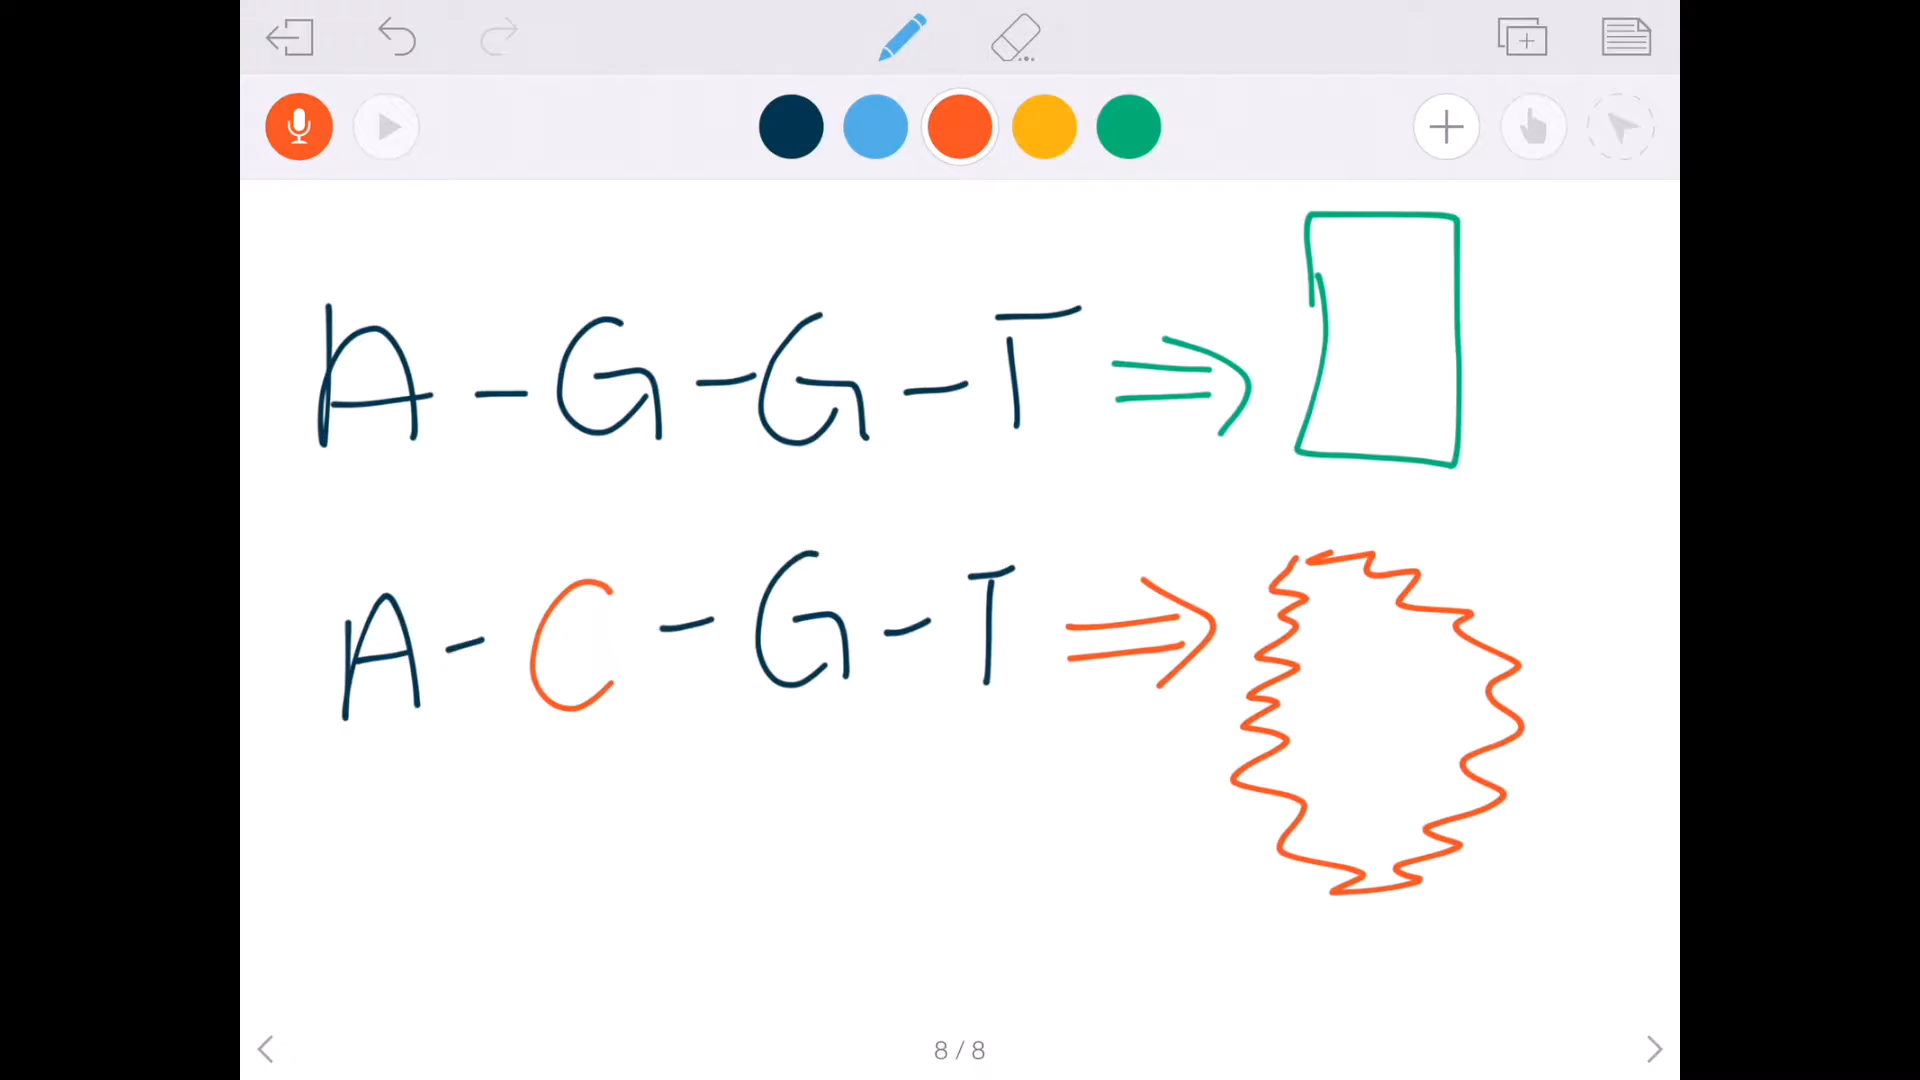 A - G - G - T ⇒
A - C - G - T ⇒
8 / 8